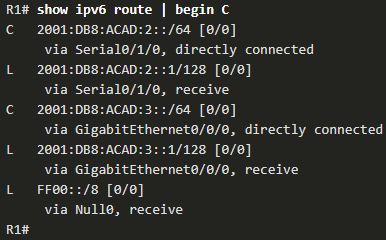 R1# show ipv6 route | begin C
C   2001:DB8:ACAD:2::/64 [0/0]
     via Serial0/1/0, directly connected
L   2001:DB8:ACAD:2::1/128 [0/0]
     via Serial0/1/0, receive
C   2001:DB8:ACAD:3::/64 [0/0]
     via GigabitEthernet0/0/0, directly connected
L   2001:DB8:ACAD:3::1/128 [0/0]
     via GigabitEthernet0/0/0, receive
L   FF00::/8 [0/0]
     via Null0, receive
R1#